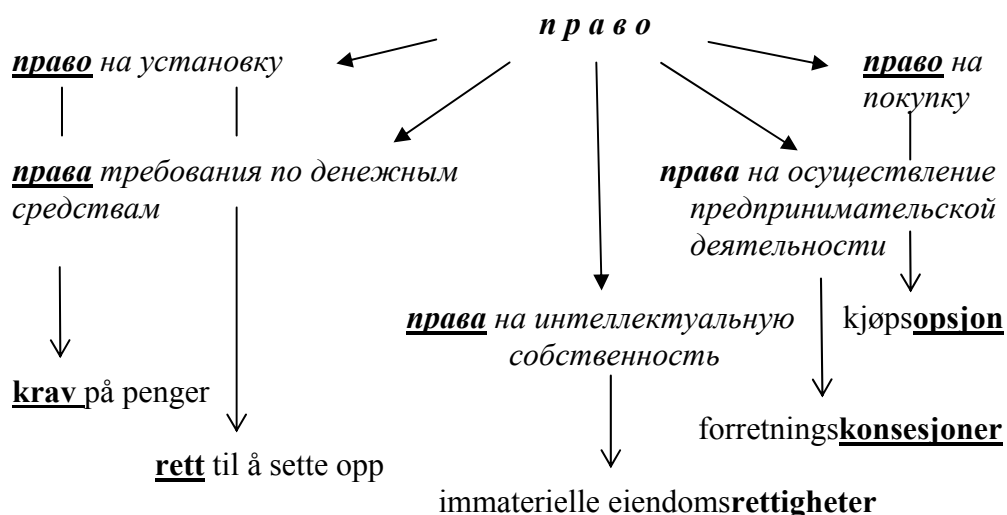 п р а в о
право на установку
право на
покупку
права требования по денежным
средствам
права на осуществление
предпринимательской
деятельности
права на интеллектуальную
собственность
kjøpsopsjon
krav på penger
forretningskonsesjoner
rett til å sette opp
immaterielle eiendomsrettigheter